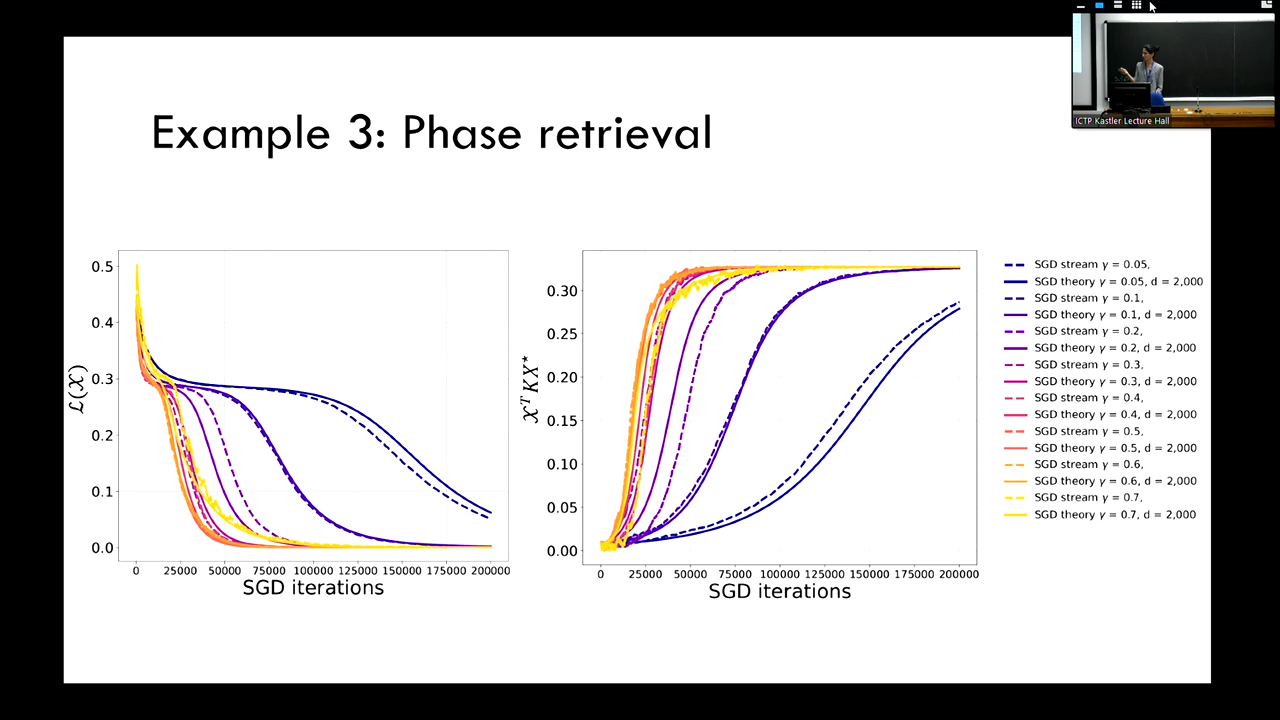 ICTP Kastler Lecture Hall
Example 3: Phase retrieval
0.5
0.4
0.3
0.2
0.1
0.0
ℒ(𝒳)
0 25000 50000 75000 100000 125000 150000 175000 200000
SGD iterations
0.30
0.25
0.20
0.15
0.10
0.05
0.00
𝒳ᵀKX⋆
0 25000 50000 75000 100000 125000 150000 175000 200000
SGD iterations
SGD stream γ = 0.05,
SGD theory γ = 0.05, d = 2,000
SGD stream γ = 0.1,
SGD theory γ = 0.1, d = 2,000
SGD stream γ = 0.2,
SGD theory γ = 0.2, d = 2,000
SGD stream γ = 0.3,
SGD theory γ = 0.3, d = 2,000
SGD stream γ = 0.4,
SGD theory γ = 0.4, d = 2,000
SGD stream γ = 0.5,
SGD theory γ = 0.5, d = 2,000
SGD stream γ = 0.6,
SGD theory γ = 0.6, d = 2,000
SGD stream γ = 0.7,
SGD theory γ = 0.7, d = 2,000